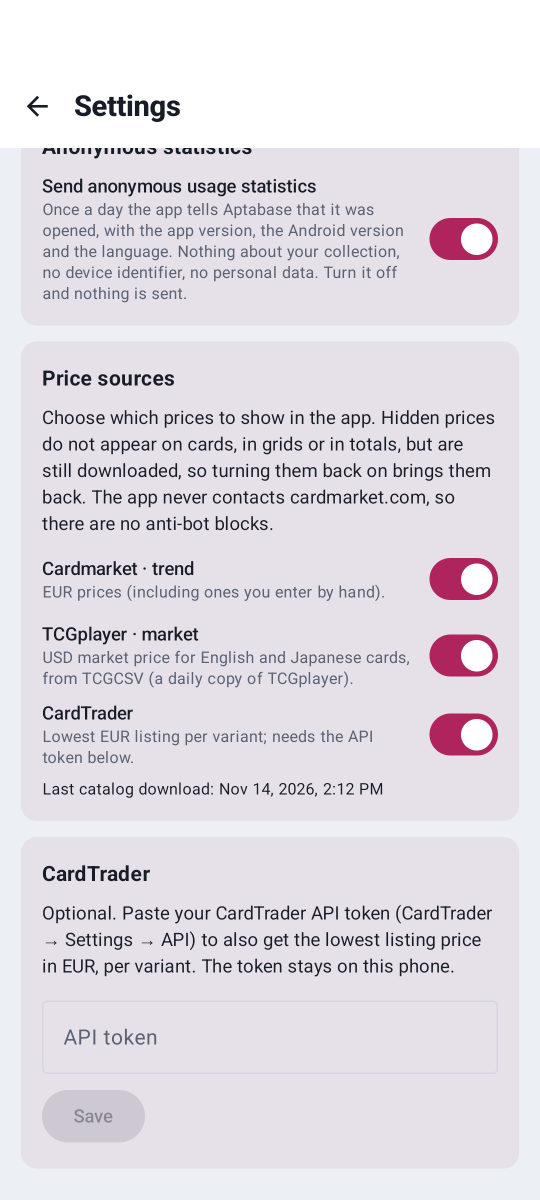 Settings
Anonymous statistics
Send anonymous usage statistics
Once a day the app tells Aptabase that it was
opened, with the app version, the Android version
and the language. Nothing about your collection,
no device identifier, no personal data. Turn it off
and nothing is sent.
Price sources
Choose which prices to show in the app. Hidden prices
do not appear on cards, in grids or in totals, but are
still downloaded, so turning them back on brings them
back. The app never contacts cardmarket.com, so
there are no anti-bot blocks.
Cardmarket · trend
EUR prices (including ones you enter by hand).
TCGplayer · market
USD market price for English and Japanese cards,
from TCGCSV (a daily copy of TCGplayer).
CardTrader
Lowest EUR listing per variant; needs the API
token below.
Last catalog download: Nov 14, 2026, 2:12 PM
CardTrader
Optional. Paste your CardTrader API token (CardTrader
→ Settings → API) to also get the lowest listing price
in EUR, per variant. The token stays on this phone.
API token
Save